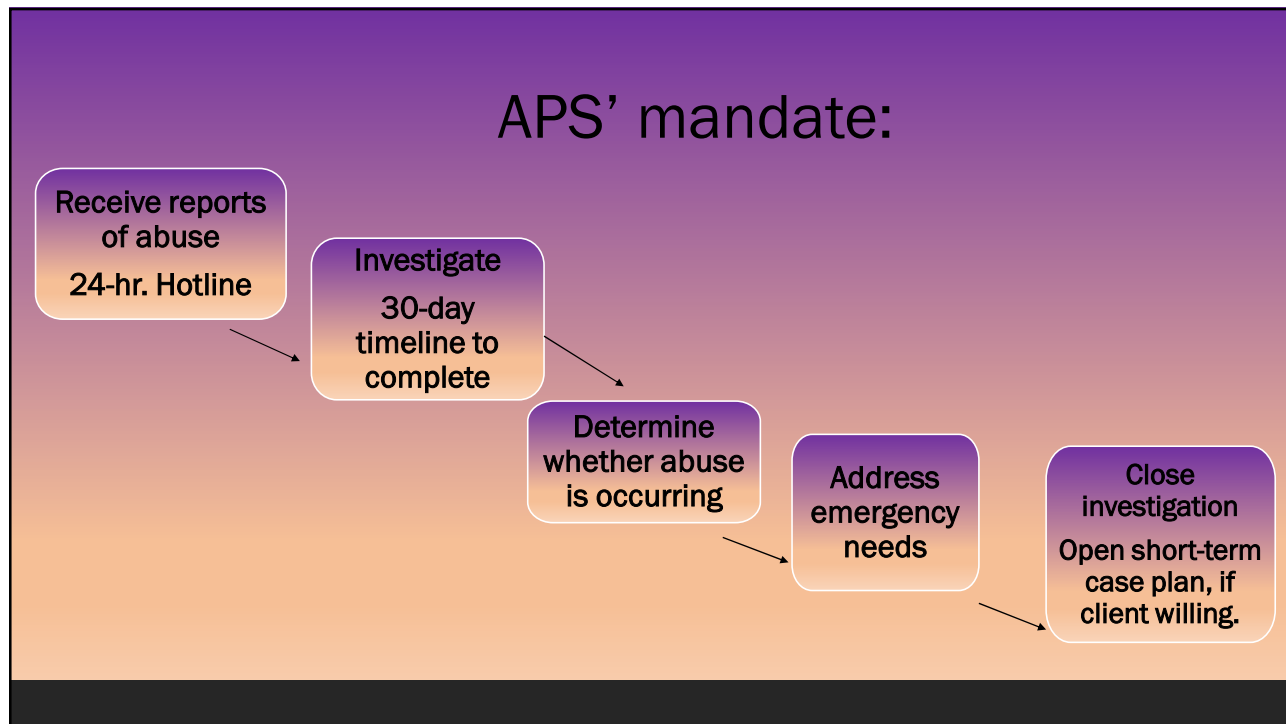 APS’ mandate:
Receive reports
of abuse
24-hr. Hotline
Investigate
30-day
timeline to
complete
Determine
whether abuse
is occurring
Address
emergency
needs
Close
investigation
Open short-term
case plan, if
client willing.